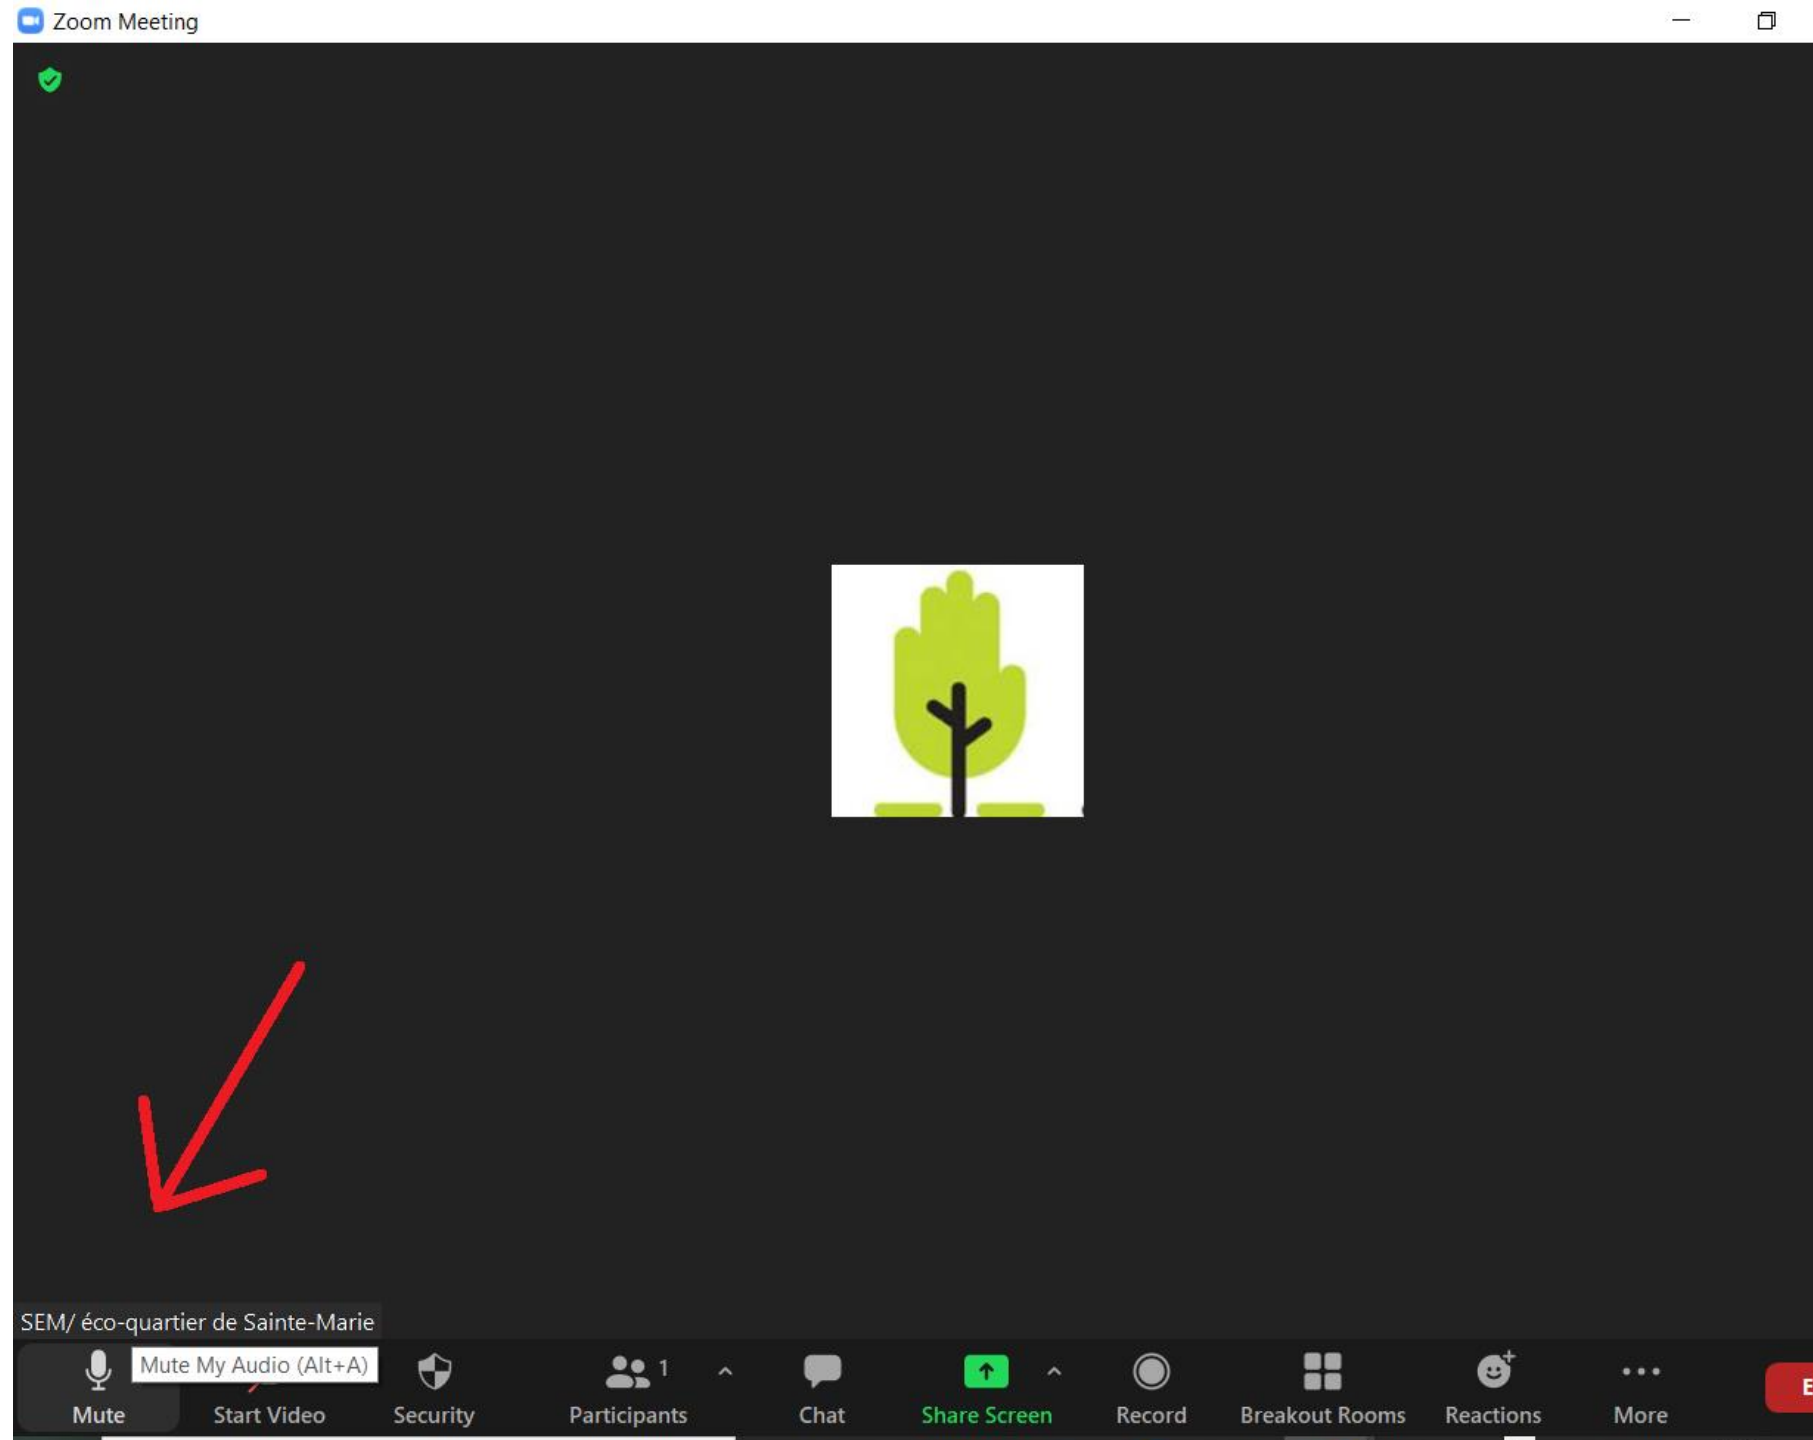 Zoom Meeting
SEM/ éco-quartier de Sainte-Marie
Mute My Audio (Alt+A)
1
Mute
Start Video
Security
Participants
Chat
Share Screen
Record
Breakout Rooms
Reactions
More
E